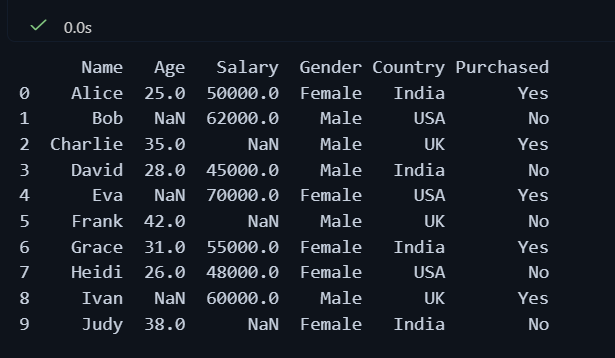 0.0s
Name Age Salary Gender Country Purchased
0 Alice 25.0 50000.0 Female India Yes
1 Bob NaN 62000.0 Male USA No
2 Charlie 35.0 NaN Male UK Yes
3 David 28.0 45000.0 Male India No
4 Eva NaN 70000.0 Female USA Yes
5 Frank 42.0 NaN Male UK No
6 Grace 31.0 55000.0 Female India Yes
7 Heidi 26.0 48000.0 Female USA No
8 Ivan NaN 60000.0 Male UK Yes
9 Judy 38.0 NaN Female India No